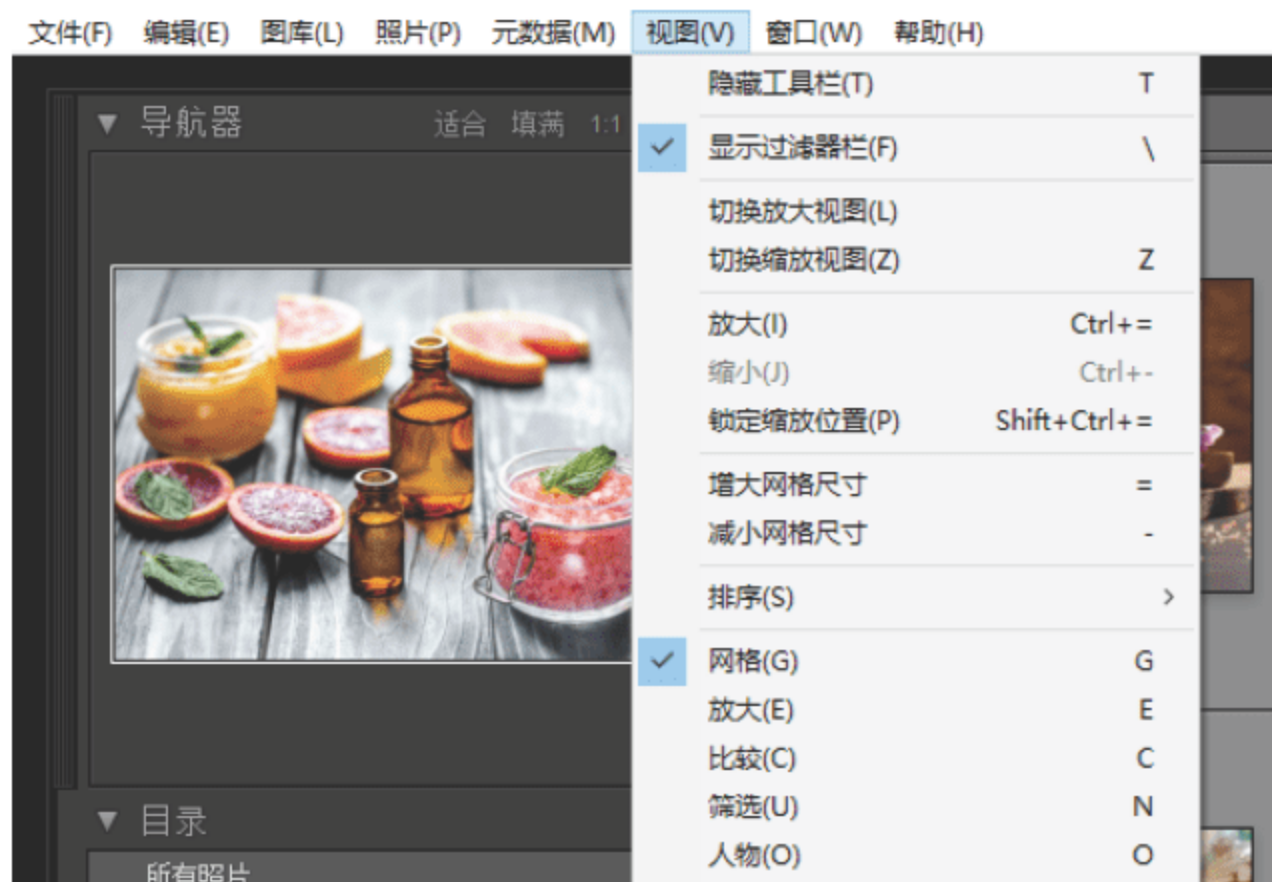 文件(F) 编辑(E) 图库(L) 照片(P) 元数据(M) 视图(V) 窗口(W) 帮助(H)
导航器 适合 填满 1:1
隐藏工具栏(T) T
显示过滤器栏(F) \
切换放大视图(L)
切换缩放视图(Z) Z
放大(I) Ctrl+=
缩小(J) Ctrl+-
锁定缩放位置(P) Shift+Ctrl+=
增大网格尺寸 =
减小网格尺寸 -
排序(S)
网格(G) G
放大(E) E
比较(C) C
筛选(U) N
人物(O) O
目录
所有照片